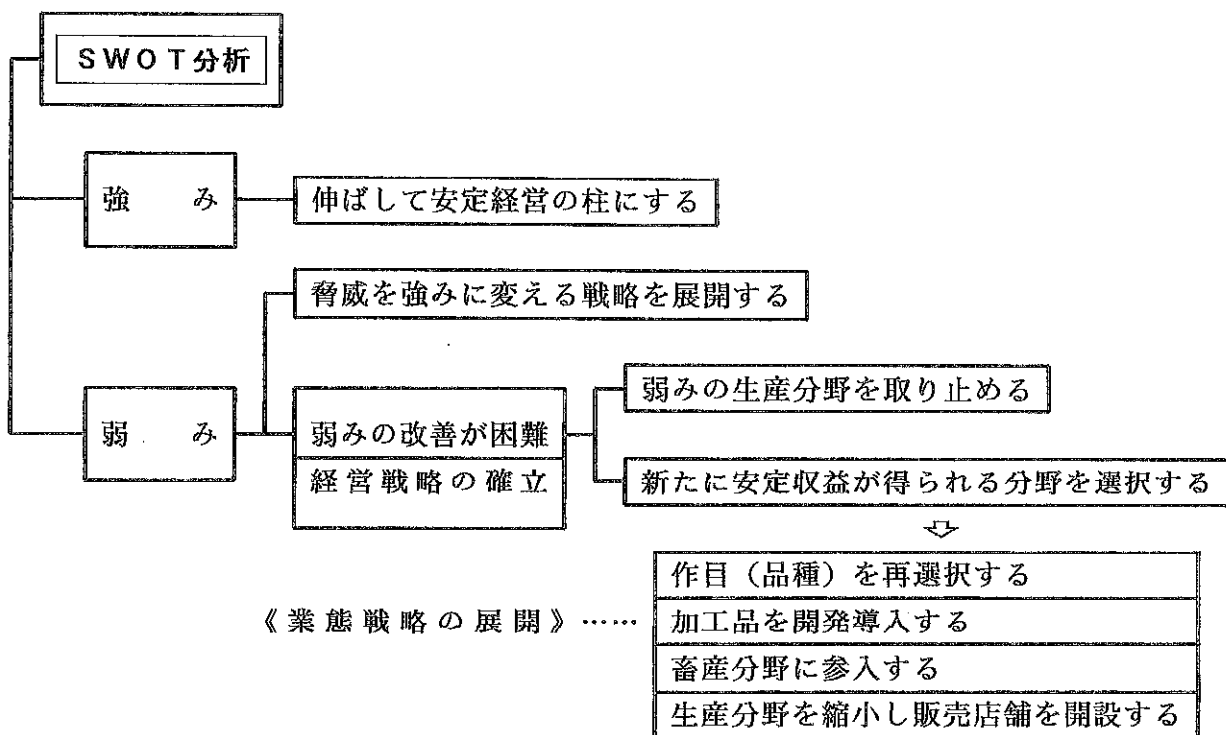 SWOT分析
強　み
伸ばして安定経営の柱にする
脅威を強みに変える戦略を展開する
弱みの生産分野を取り止める
弱　み
弱みの改善が困難
経営戦略の確立
新たに安定収益が得られる分野を選択する
作目（品種）を再選択する
《業態戦略の展開》……
加工品を開発導入する
畜産分野に参入する
生産分野を縮小し販売店舗を開設する